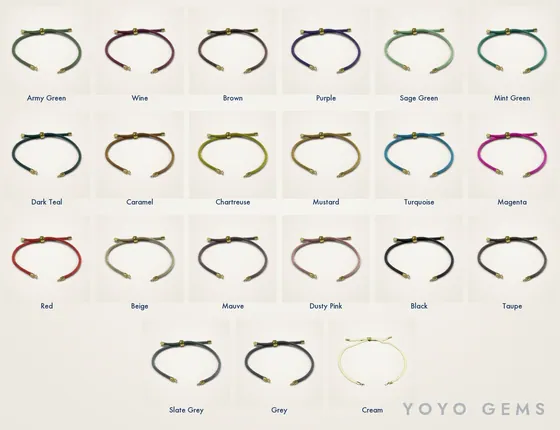 Army Green
Wine
Brown
Purple
Sage Green
Mint Green
Dark Teal
Caramel
Chartreuse
Mustard
Turquoise
Magenta
Red
Beige
Mauve
Dusty Pink
Black
Taupe
Slate Grey
Grey
Cream
YOYO GEMS